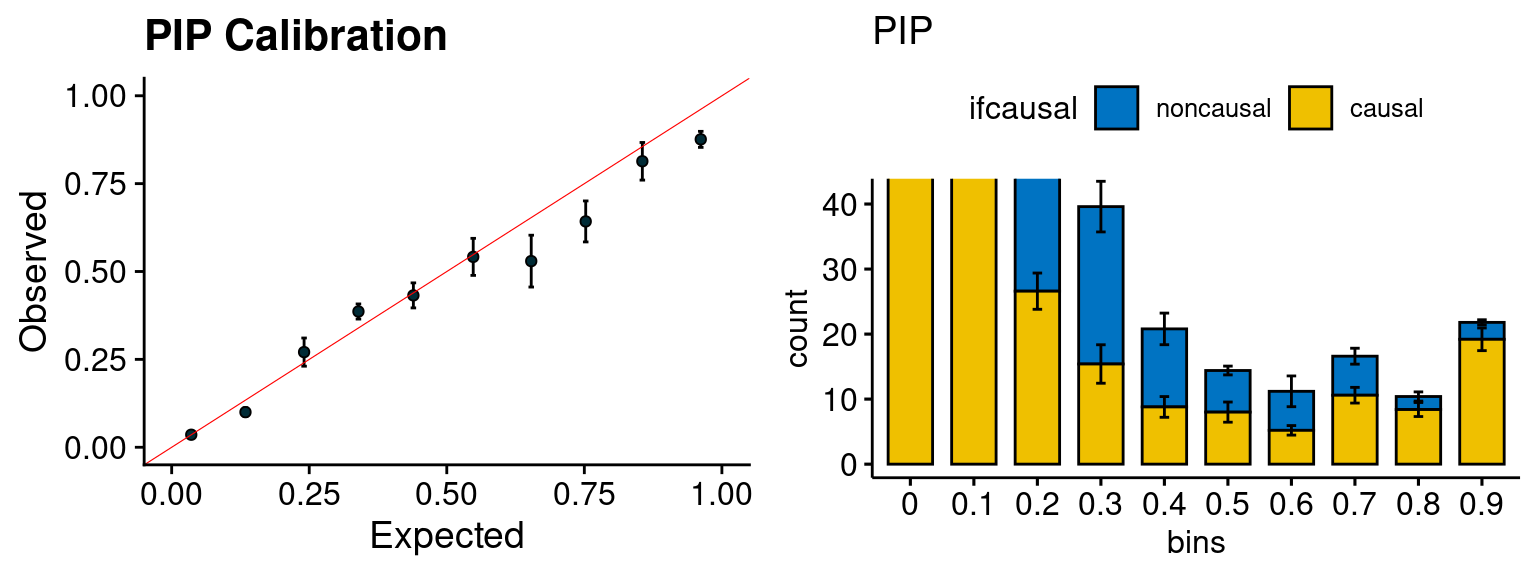 PIP Calibration
1.00
0.75
0.50
0.25
0.00
Observed
0.00 0.25 0.50 0.75 1.00
Expected
PIP
ifcausal noncausal causal
40
30
20
10
0
count
0 0.1 0.2 0.3 0.4 0.5 0.6 0.7 0.8 0.9
bins